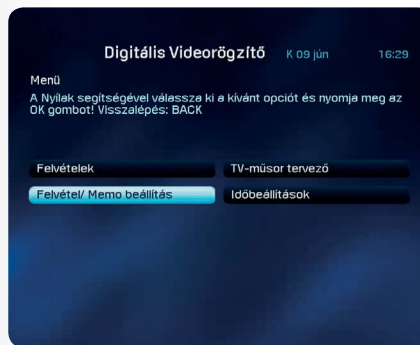 Digitális Videorögzítő K 09 jún 16:29
Menü
A Nyílak segítségével válassza ki a kívánt opciót és nyomja meg az
OK gombot! Visszalépés: BACK
Felvételek TV-műsor tervező
Felvétel/ Memo beállítás Időbeállítások